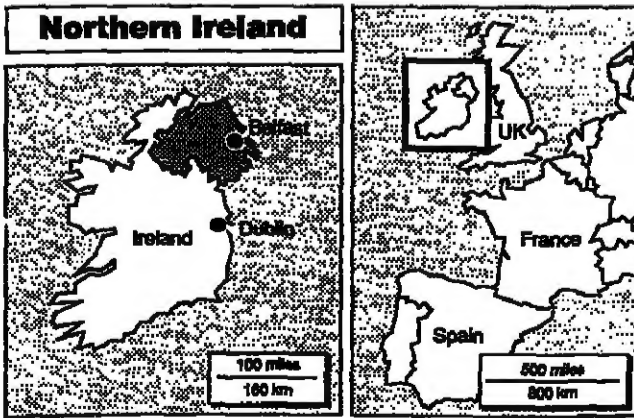 Northern Ireland
Belfast
Dublin
Ireland
100 miles
160 km
UK
France
Spain
500 miles
800 km